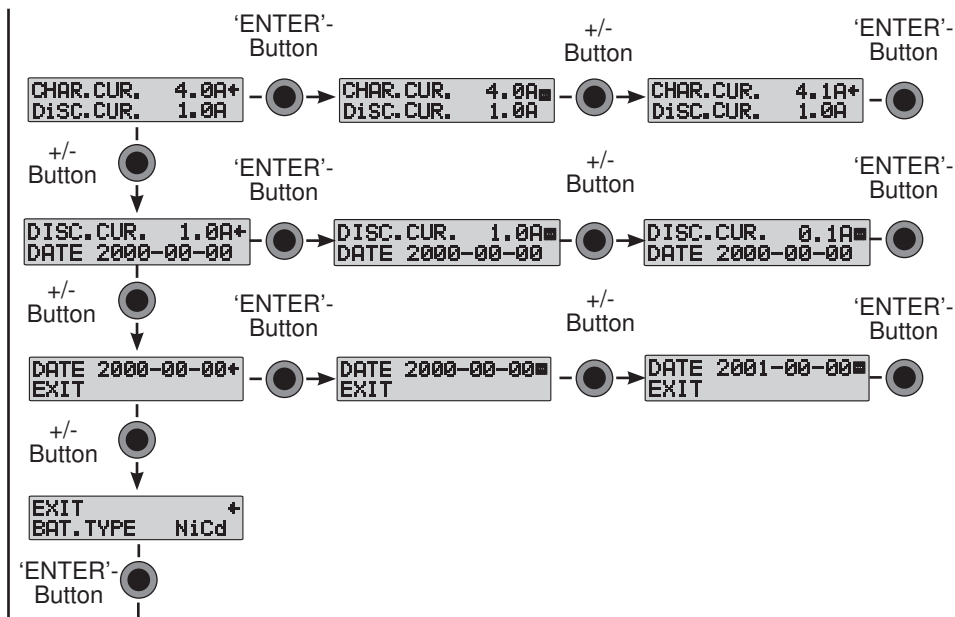 'ENTER'-
Button
+/-
Button
'ENTER'-
Button
CHAR.CUR. 4.0A←
DiSC.CUR. 1.0A
CHAR.CUR. 4.0A
DiSC.CUR. 1.0A
CHAR.CUR. 4.1A←
DiSC.CUR. 1.0A
+/-
Button
'ENTER'-
Button
+/-
Button
'ENTER'-
Button
DISC.CUR. 1.0A←
DATE 2000-00-00
DISC.CUR. 1.0A
DATE 2000-00-00
DISC.CUR. 0.1A
DATE 2000-00-00
+/-
Button
'ENTER'-
Button
+/-
Button
'ENTER'-
Button
DATE 2000-00-00←
EXIT
DATE 2000-00-00
EXIT
DATE 2001-00-00
EXIT
+/-
Button
EXIT ←
BAT.TYPE NiCd
'ENTER'-
Button